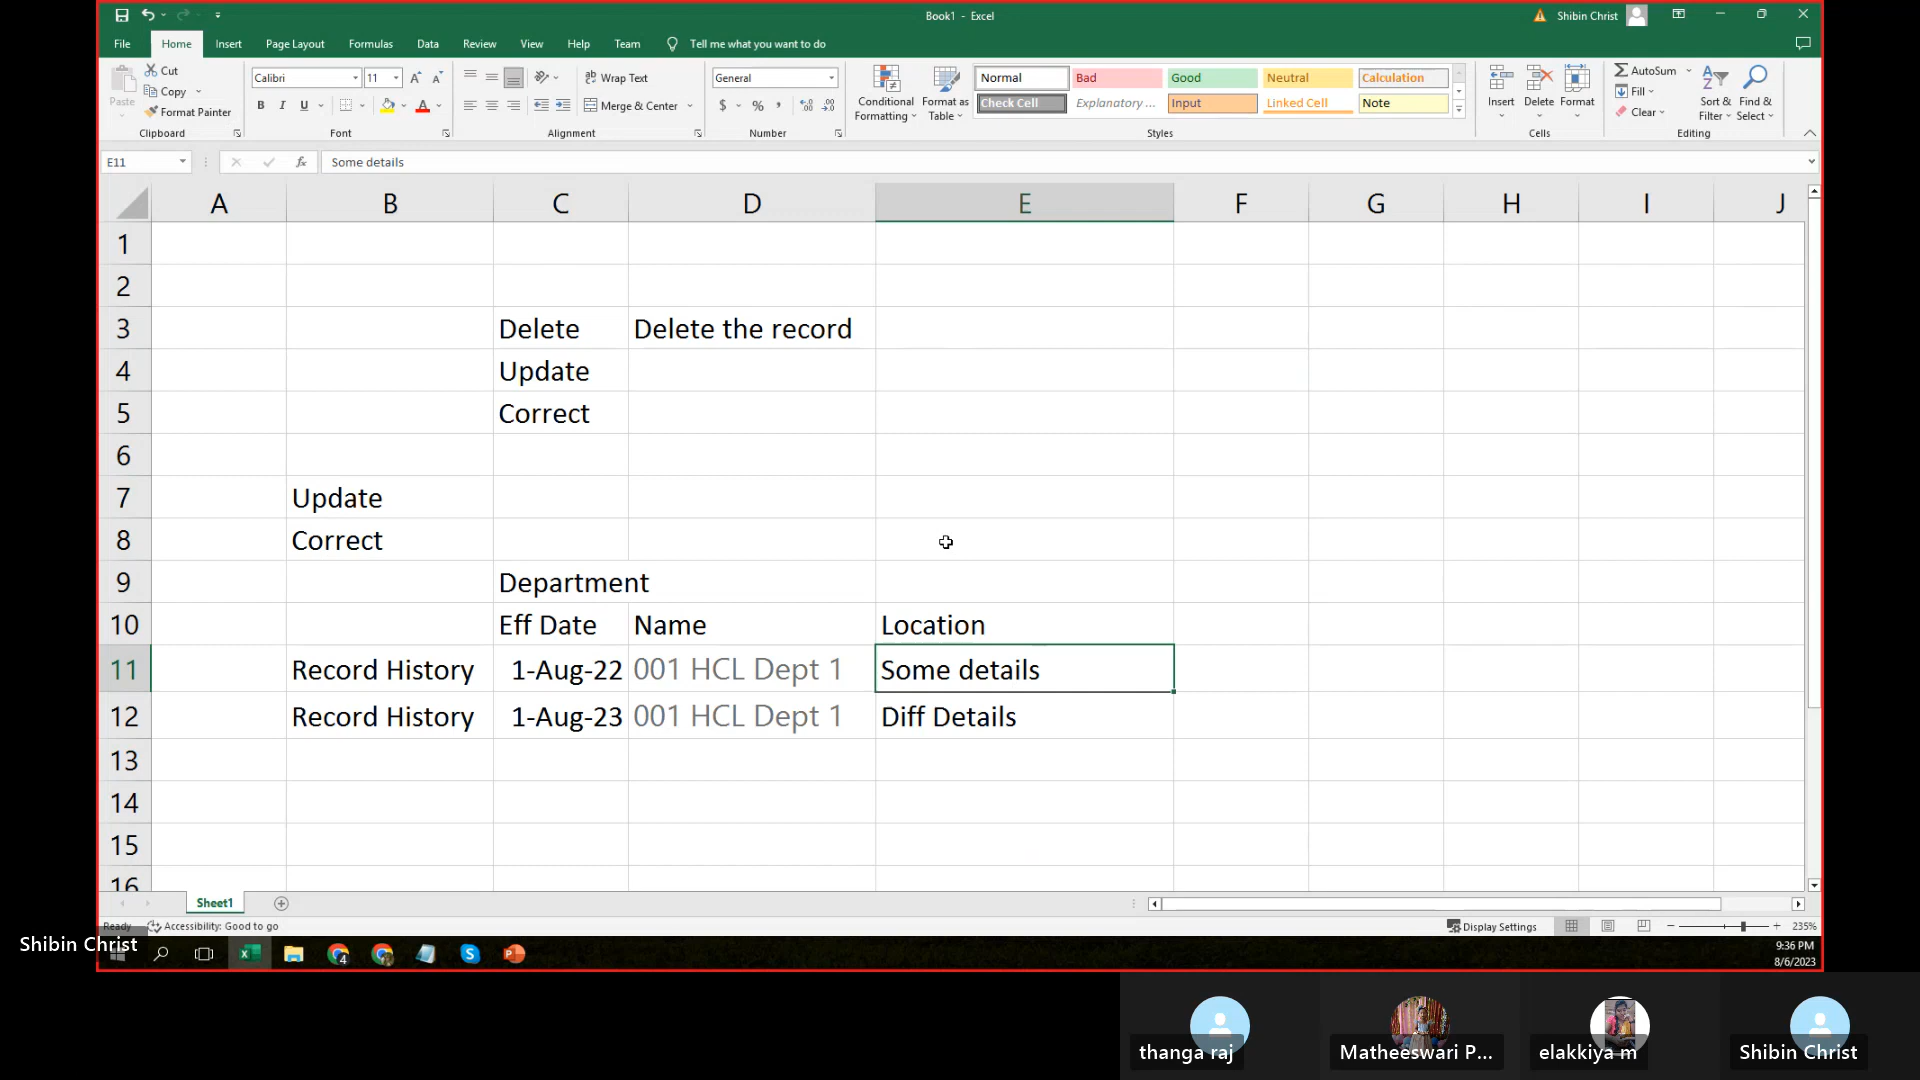 Book1 - Excel
Shibin Christ
File Home Insert Page Layout Formulas Data Review View Help Team Tell me what you want to do
Paste
Cut
Copy
Format Painter
Clipboard
Calibri 11
B I U
Font
Wrap Text
Merge & Center
Alignment
General
$ % ,
Number
Conditional Formatting
Format as Table
Normal Bad Good Neutral Calculation
Check Cell Explanatory ... Input Linked Cell Note
Styles
Insert Delete Format
Cells
AutoSum
Fill
Clear
Sort & Filter
Find & Select
Editing
E11 fx Some details
A B C D E F G H I J
1
2
3 Delete Delete the record
4 Update
5 Correct
6
7 Update
8 Correct
9 Department
10 Eff Date Name Location
11 Record History 1-Aug-22 001 HCL Dept 1 Some details
12 Record History 1-Aug-23 001 HCL Dept 1 Diff Details
13
14
15
16
Sheet1
Ready Accessibility: Good to go Display Settings 235%
Shibin Christ
9:36 PM
8/6/2023
thanga raj Matheeswari P... elakkiya m Shibin Christ